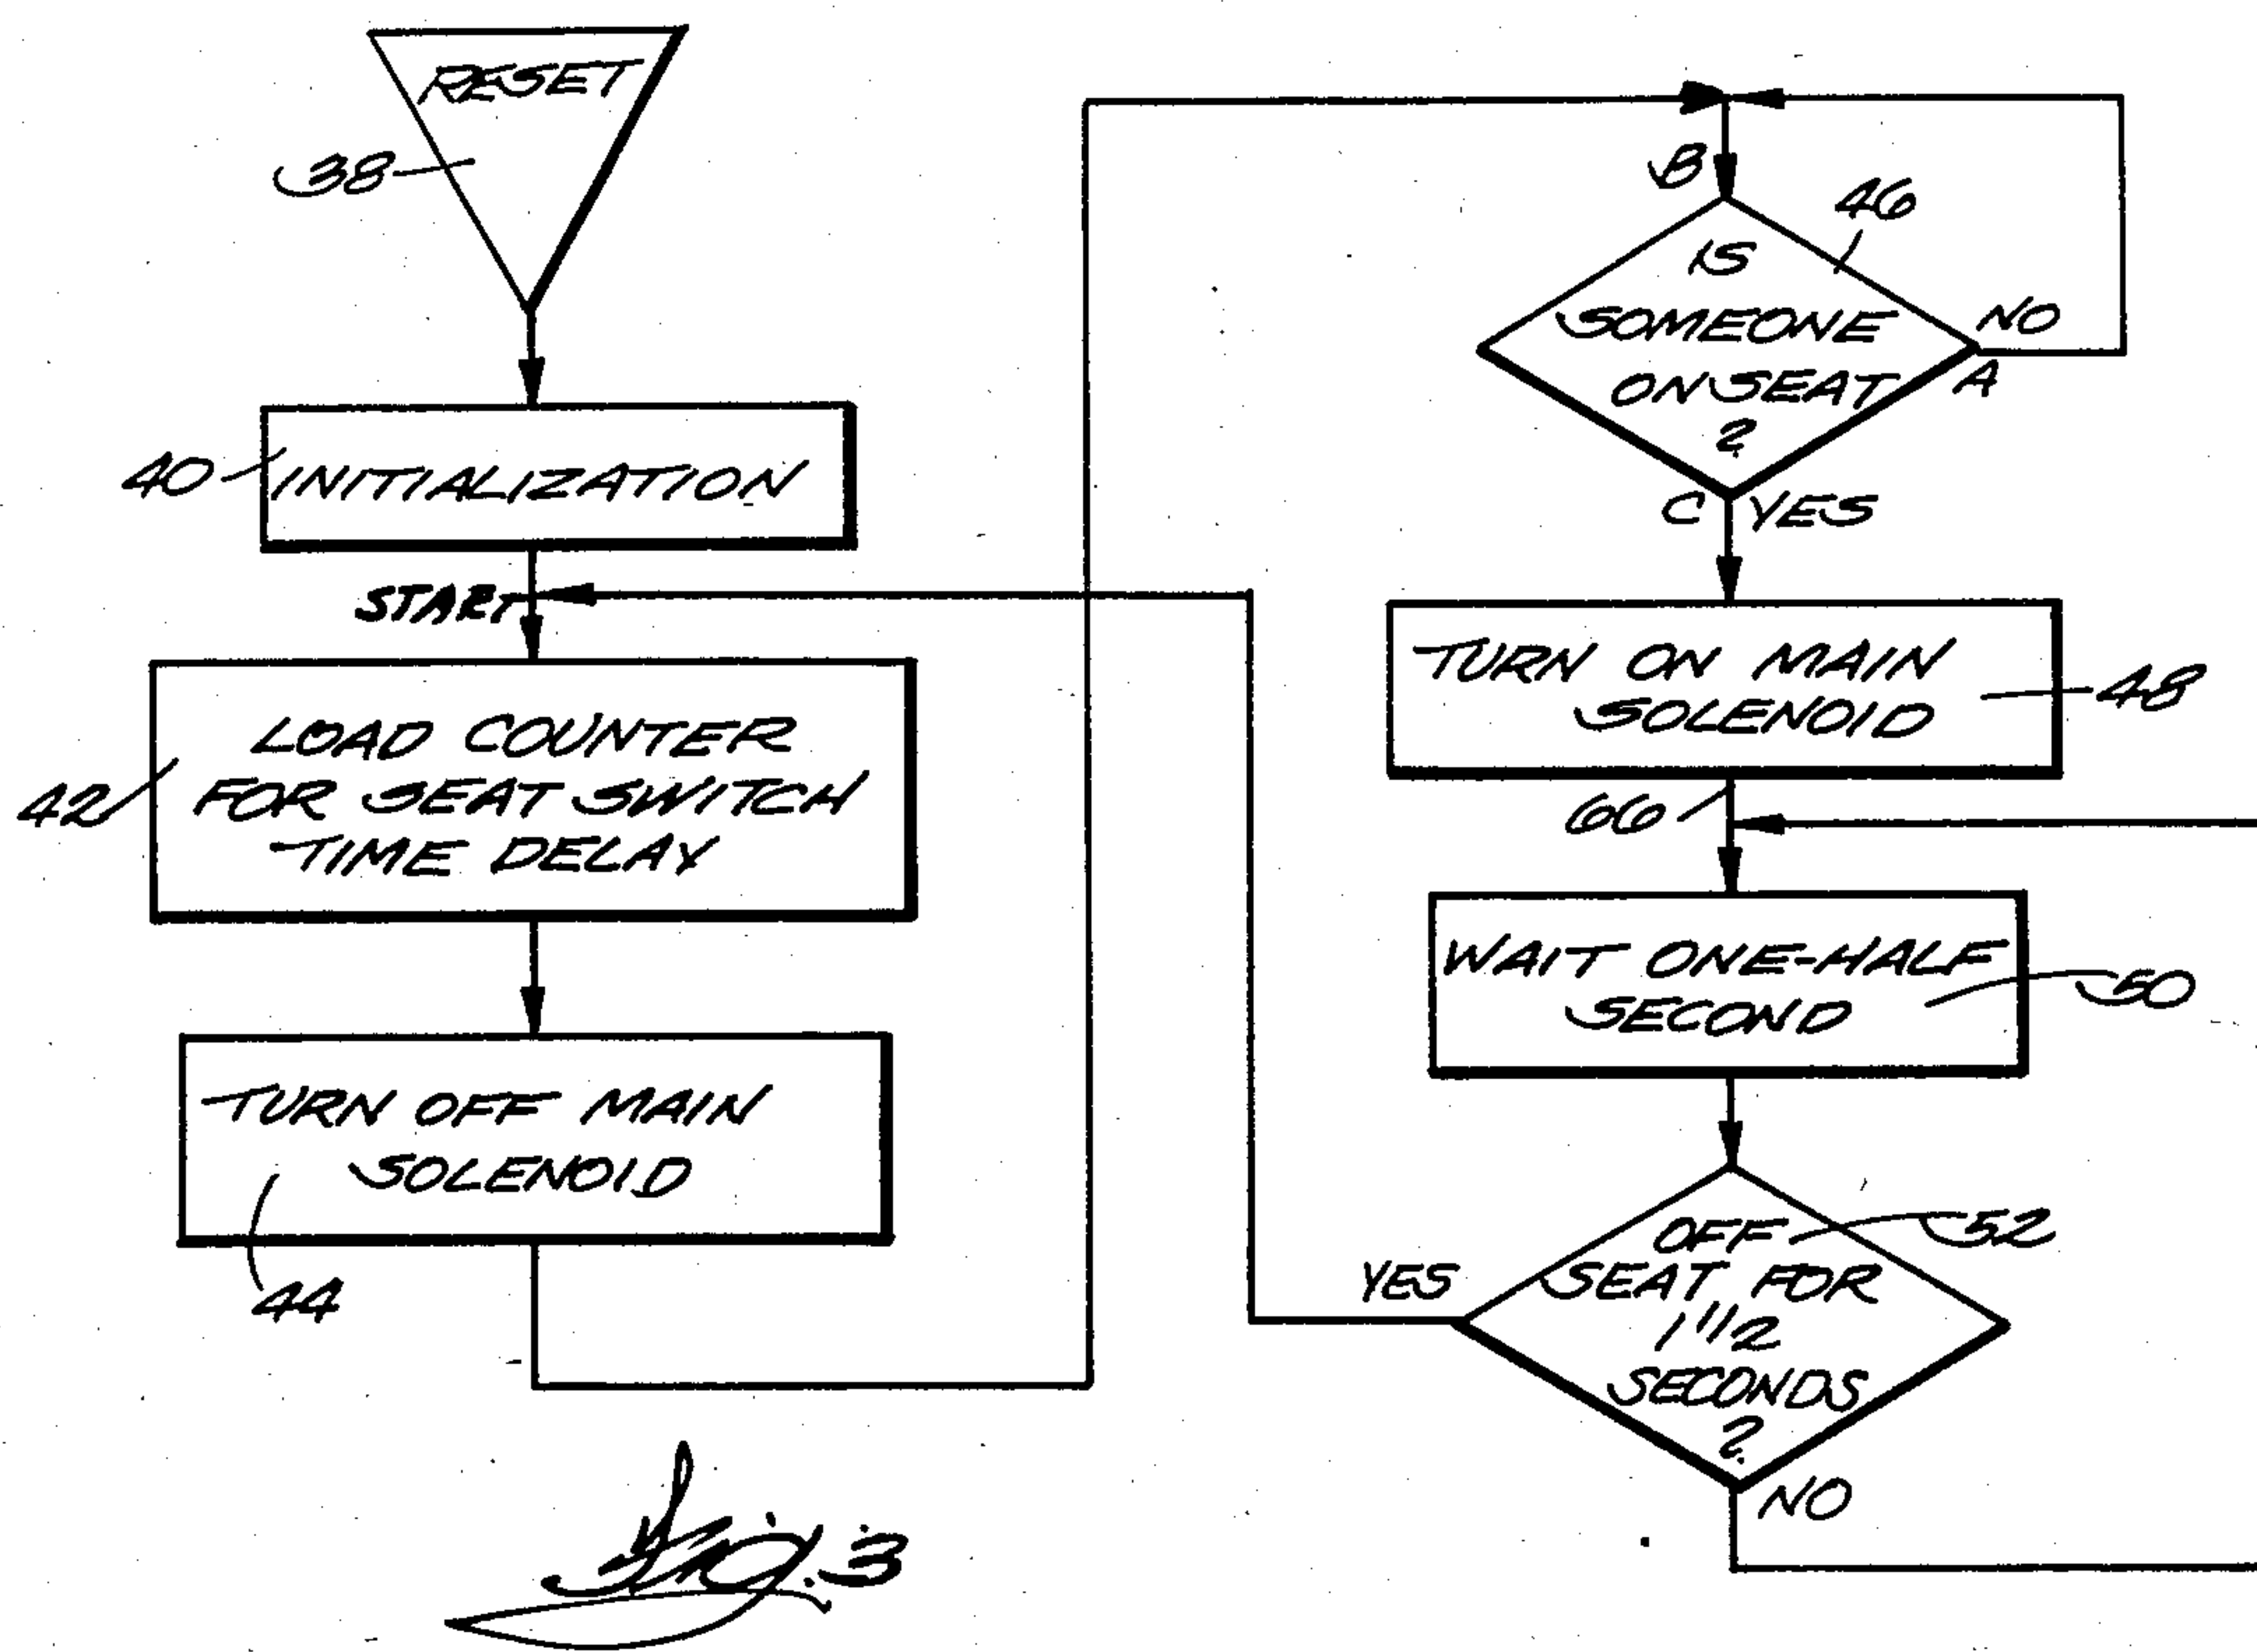 RESET
38
40
INITIALIZATION
START
LOAD COUNTER
FOR SEAT SWITCH
TIME DELAY
42
TURN OFF MAIN
SOLENOID
44
B
46
IS
SOMEONE
ON SEAT
?
NO
A
C YES
TURN ON MAIN
SOLENOID
48
66
WAIT ONE-HALF
SECOND
50
OFF
52
SEAT FOR
1"2
SECONDS
?
YES
NO
Fig. 3